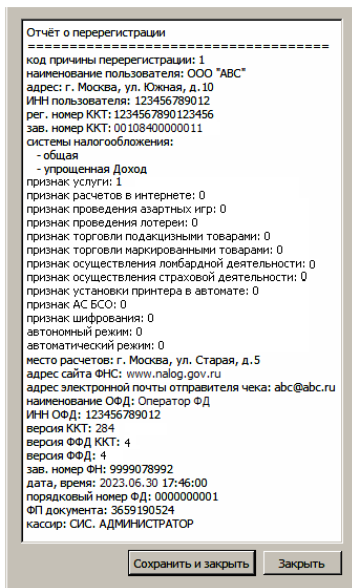 Отчёт о перерегистрации
=====================================
код причины перерегистрации: 1
наименование пользователя: ООО "АВС"
адрес: г. Москва, ул. Южная, д.10
ИНН пользователя: 123456789012
рег. номер ККТ: 1234567890123456
зав. номер ККТ: 00108400000011
системы налогообложения:
- общая
- упрощенная Доход
признак услуги: 1
признак расчетов в интернете: 0
признак проведения азартных игр: 0
признак проведения лотереи: 0
признак торговли подакцизными товарами: 0
признак торговли маркированными товарами: 0
признак осуществления ломбардной деятельности: 0
признак осуществления страховой деятельности: 0
признак установки принтера в автомате: 0
признак АС БСО: 0
признак шифрования: 0
автономный режим: 0
автоматический режим: 0
место расчетов: г. Москва, ул. Старая, д.5
адрес сайта ФНС: www.nalog.gov.ru
адрес электронной почты отправителя чека: abc@abc.ru
наименование ОФД: Оператор ФД
ИНН ОФД: 123456789012
версия ККТ: 284
версия ФФД ККТ: 4
версия ФФД: 4
зав. номер ФН: 9999078992
дата, время: 2023.06.30 17:46:00
порядковый номер ФД: 0000000001
ФП документа: 3659190524
кассир: СИС. АДМИНИСТРАТОР
Сохранить и закрыть Закрыть